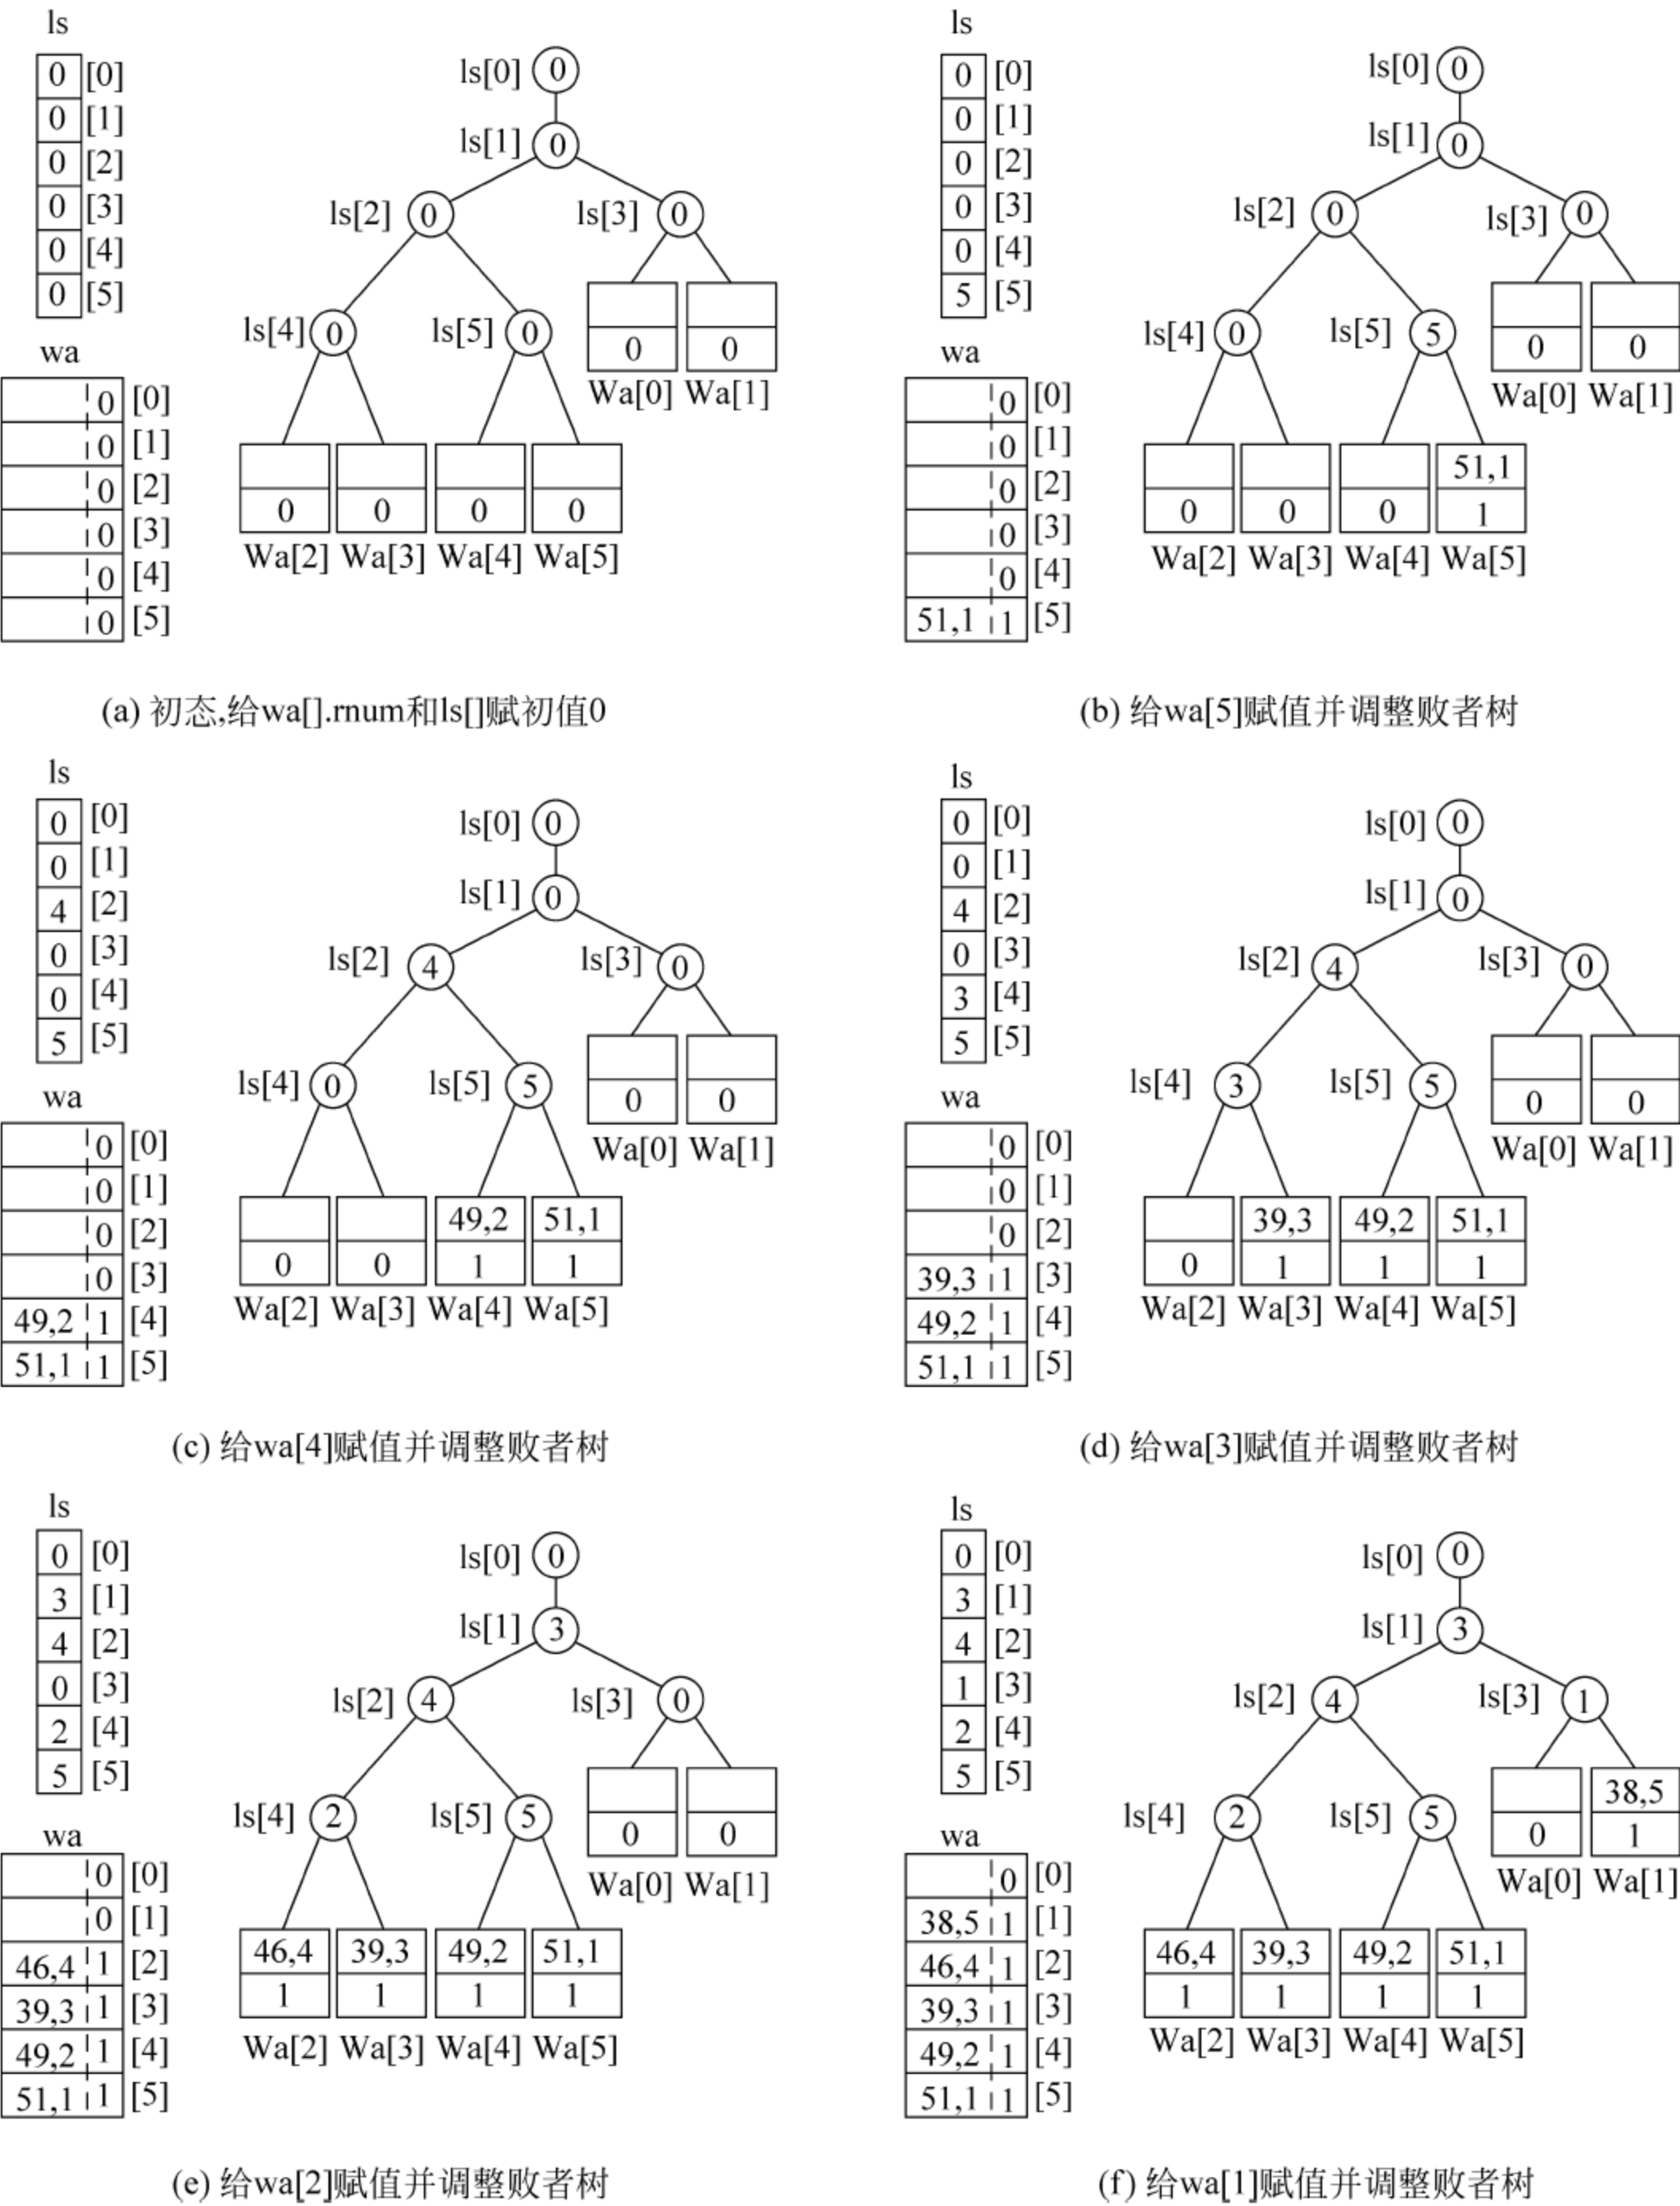 ls ls
0 [0] ls[0] 0 0 [0] ls[0] 0
0 [1] ls[1] 0 0 [1] ls[1] 0
0 [2] 0 [2]
0 [3] ls[2] 0 ls[3] 0 0 [3] ls[2] 0 ls[3] 0
0 [4] 0 [4]
0 [5] ls[4] 0 ls[5] 0 5 [5] ls[4] 0 ls[5] 5
wa 0 0 wa 0 0
0 [0] Wa[0] Wa[1] 0 [0] Wa[0] Wa[1]
0 [1] 0 [1]
0 [2] 51,1
0 [2]
0 [3] 0 0 0 0 0 [3] 0 0 0 1
0 [4] Wa[2] Wa[3] Wa[4] Wa[5] 0 [4] Wa[2] Wa[3] Wa[4] Wa[5]
0 [5] 51,1 1 [5]
(a) 初态,给wa[].rnum和ls[]赋初值0 (b) 给wa[5]赋值并调整败者树
ls ls
0 [0] ls[0] 0 0 [0] ls[0] 0
0 [1] ls[1] 0 0 [1] ls[1] 0
4 [2] 4 [2]
0 [3] ls[2] 4 ls[3] 0 0 [3] ls[2] 4 ls[3] 0
0 [4] 3 [4]
5 [5] ls[4] 0 ls[5] 5 5 [5] ls[4] 3 ls[5] 5
wa 0 0 wa 0 0
0 [0] Wa[0] Wa[1] 0 [0] Wa[0] Wa[1]
0 [1] 0 [1]
0 [2] 49,2 51,1 0 [2] 39,3 49,2 51,1
0 [3] 0 0 1 1 39,3 1 [3] 0 1 1 1
49,2 1 [4] Wa[2] Wa[3] Wa[4] Wa[5] 49,2 1 [4] Wa[2] Wa[3] Wa[4] Wa[5]
51,1 1 [5] 51,1 1 [5]
(c) 给wa[4]赋值并调整败者树 (d) 给wa[3]赋值并调整败者树
ls ls
0 [0] ls[0] 0 0 [0] ls[0] 0
3 [1] ls[1] 3 3 [1] ls[1] 3
4 [2] 4 [2]
0 [3] ls[2] 4 ls[3] 0 1 [3] ls[2] 4 ls[3] 1
2 [4] 2 [4]
5 [5] 5 [5] 38,5
ls[4] 2 ls[5] 5 ls[4] 2 ls[5] 5
wa 0 0 wa 0 1
0 [0] Wa[0] Wa[1] 0 [0] Wa[0] Wa[1]
0 [1] 38,5 1 [1]
46,4 1 [2] 46,4 39,3 49,2 51,1 46,4 1 [2] 46,4 39,3 49,2 51,1
39,3 1 [3] 1 1 1 1 39,3 1 [3] 1 1 1 1
49,2 1 [4] Wa[2] Wa[3] Wa[4] Wa[5] 49,2 1 [4] Wa[2] Wa[3] Wa[4] Wa[5]
51,1 1 [5] 51,1 1 [5]
(e) 给wa[2]赋值并调整败者树 (f) 给wa[1]赋值并调整败者树